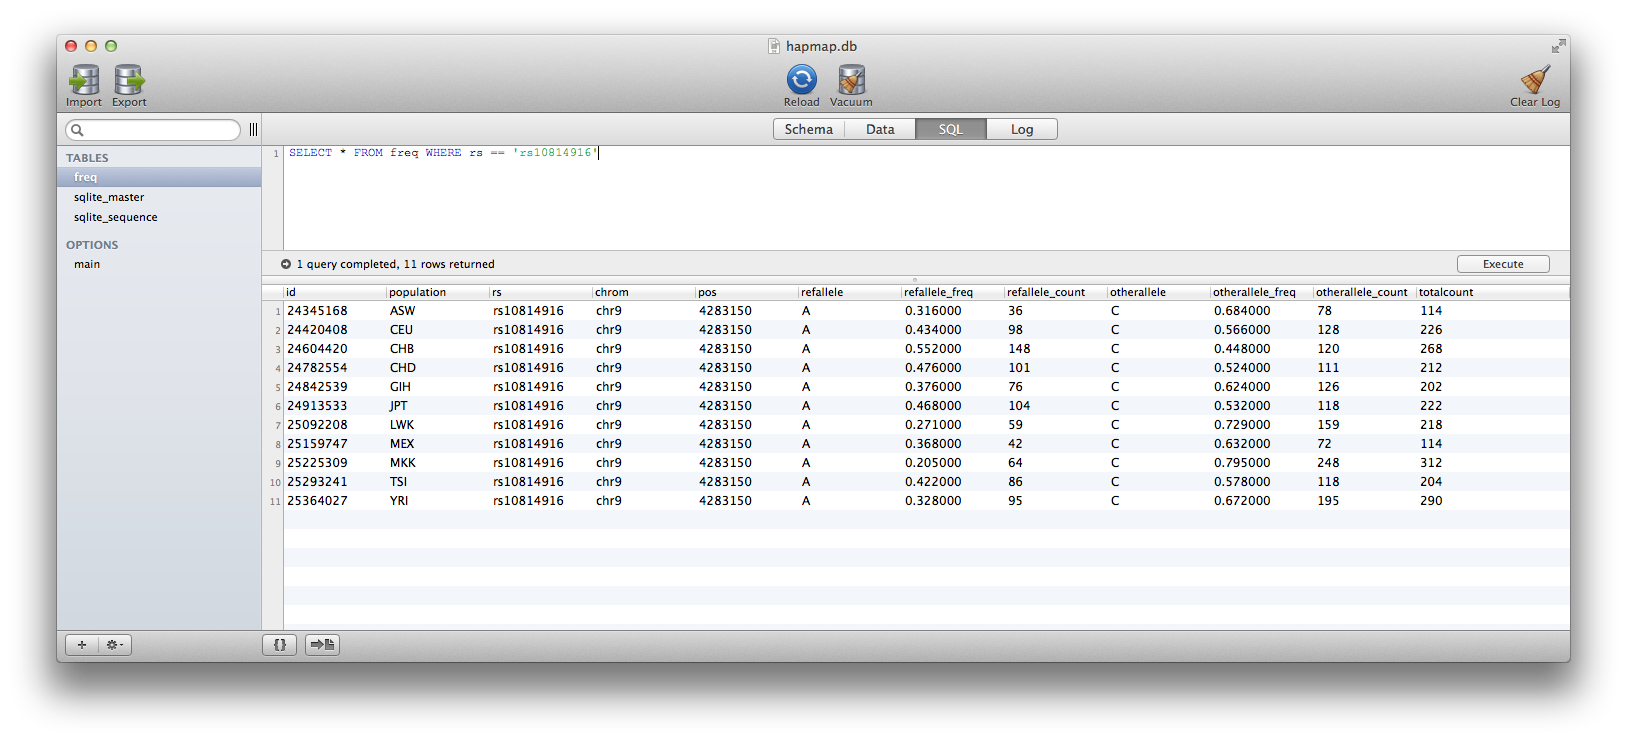 hapmap.db
Import Export Reload Vacuum Clear Log
Schema Data SQL Log
TABLES
freq
sqlite_master
sqlite_sequence
OPTIONS
main
1 SELECT * FROM freq WHERE rs == 'rs10814916'
1 query completed, 11 rows returned Execute
id population rs chrom pos refallele refallele_freq refallele_count otherallele otherallele_freq otherallele_count totalcount
1 24345168 ASW rs10814916 chr9 4283150 A 0.316000 36 C 0.684000 78 114
2 24420408 CEU rs10814916 chr9 4283150 A 0.434000 98 C 0.566000 128 226
3 24604420 CHB rs10814916 chr9 4283150 A 0.552000 148 C 0.448000 120 268
4 24782554 CHD rs10814916 chr9 4283150 A 0.476000 101 C 0.524000 111 212
5 24842539 GIH rs10814916 chr9 4283150 A 0.376000 76 C 0.624000 126 202
6 24913533 JPT rs10814916 chr9 4283150 A 0.468000 104 C 0.532000 118 222
7 25092208 LWK rs10814916 chr9 4283150 A 0.271000 59 C 0.729000 159 218
8 25159747 MEX rs10814916 chr9 4283150 A 0.368000 42 C 0.632000 72 114
9 25225309 MKK rs10814916 chr9 4283150 A 0.205000 64 C 0.795000 248 312
10 25293241 TSI rs10814916 chr9 4283150 A 0.422000 86 C 0.578000 118 204
11 25364027 YRI rs10814916 chr9 4283150 A 0.328000 95 C 0.672000 195 290
+ {}